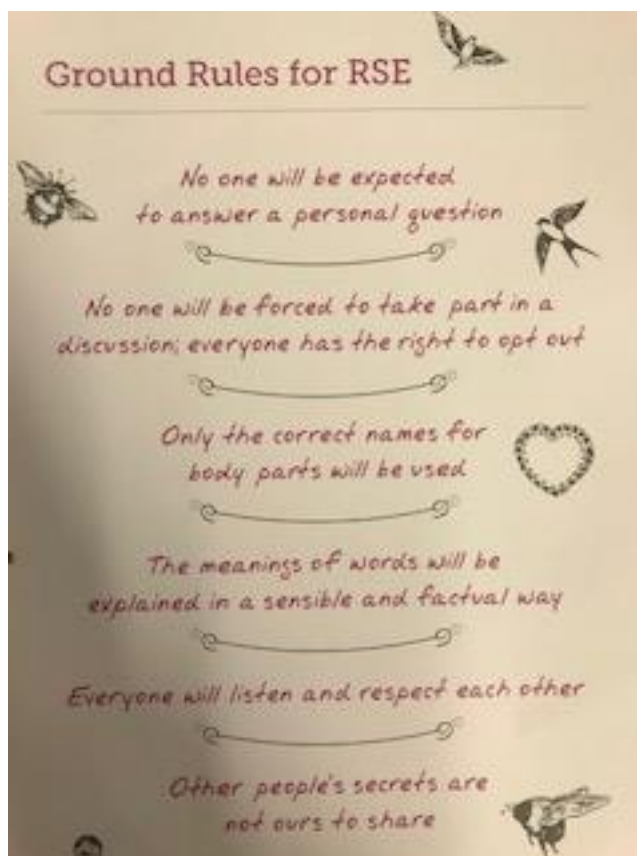 Ground Rules for RSE
No one will be expected
to answer a personal question
No one will be forced to take part in a
discussion; everyone has the right to opt out
Only the correct names for
body parts will be used
The meanings of words will be
explained in a sensible and factual way
Everyone will listen and respect each other
Other people's secrets are
not ours to share